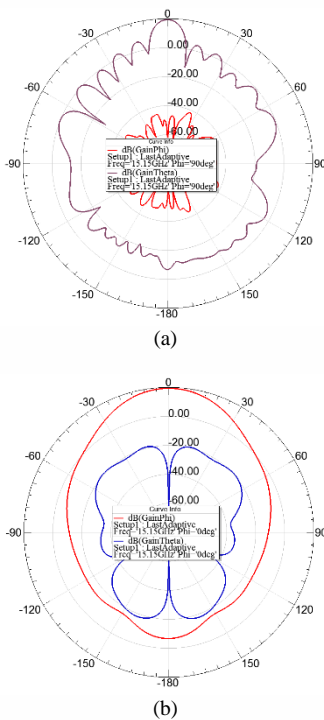 0
-30
30
0.00
-60
60
-20.00
-40.00
-60.00
Curve Info
dB(GainPhi)
Setup1 : LastAdaptive
Freq='15.15GHz' Phi='90deg'
dB(GainTheta)
Setup1 : LastAdaptive
Freq='15.15GHz' Phi='90deg'
-90
90
-120
120
-150
150
-180
(a)
0
-30
30
0.00
-60
60
-20.00
-40.00
-60.00
Curve Info
dB(GainPhi)
Setup1 : LastAdaptive
Freq='15.15GHz' Phi='0deg'
dB(GainTheta)
Setup1 : LastAdaptive
Freq='15.15GHz' Phi='0deg'
-90
90
-120
120
-150
150
-180
(b)